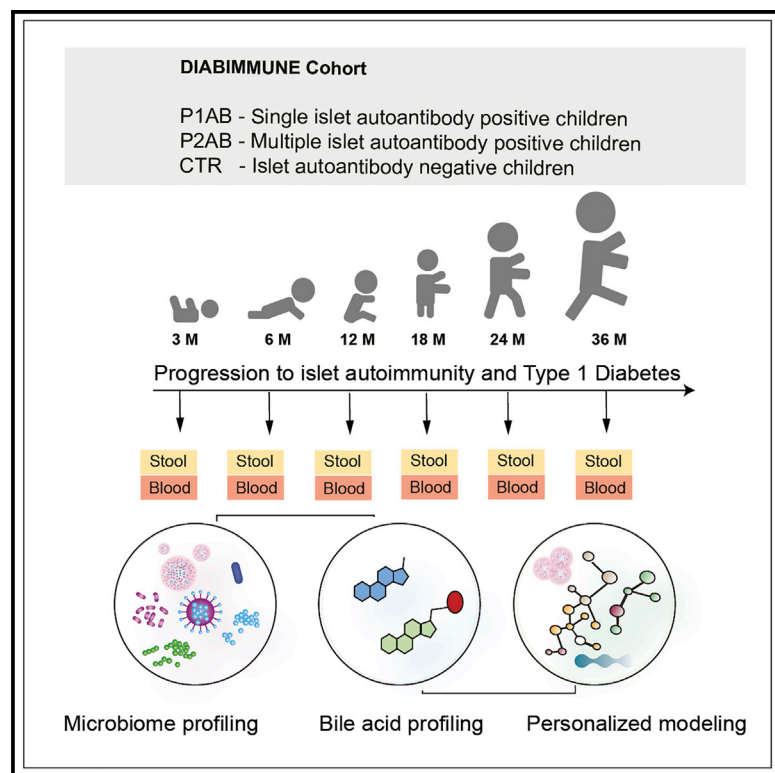 DIABIMMUNE Cohort
P1AB - Single islet autoantibody positive children
P2AB - Multiple islet autoantibody positive children
CTR - Islet autoantibody negative children
3 M 6 M 12 M 18 M 24 M 36 M
Progression to islet autoimmunity and Type 1 Diabetes
Stool Stool Stool Stool Stool Stool
Blood Blood Blood Blood Blood Blood
Microbiome profiling Bile acid profiling Personalized modeling